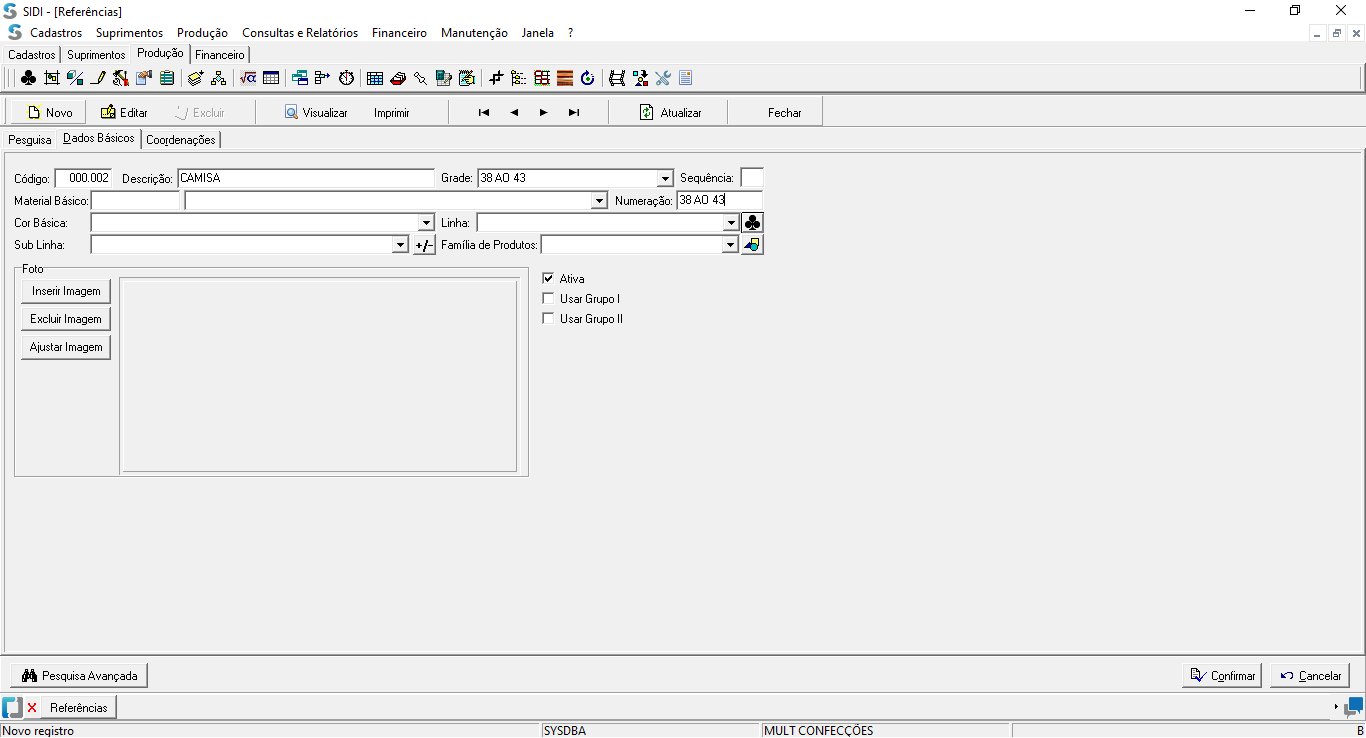 SIDI - [Referências]
Cadastros Suprimentos Produção Consultas e Relatórios Financeiro Manutenção Janela ?
Cadastros Suprimentos Produção Financeiro
Novo Editar Excluir Visualizar Imprimir Atualizar Fechar
Pesquisa Dados Básicos Coordenações
Código: 000.002 Descrição: CAMISA Grade: 38 AO 43 Sequência:
Material Básico: Numeração: 38 AO 43
Cor Básica: Linha:
Sub Linha: +/- Família de Produtos:
Foto
Inserir Imagem
Excluir Imagem
Ajustar Imagem
Ativa
Usar Grupo I
Usar Grupo II
Pesquisa Avançada Confirmar Cancelar
Referências
Novo registro SYSDBA MULT CONFECÇÕES B